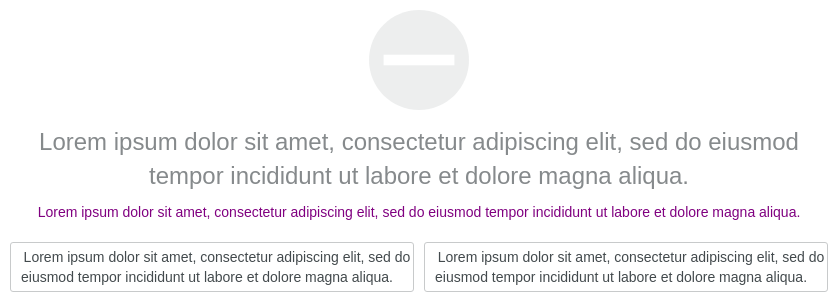 Lorem ipsum dolor sit amet, consectetur adipiscing elit, sed do eiusmod
tempor incididunt ut labore et dolore magna aliqua.
Lorem ipsum dolor sit amet, consectetur adipiscing elit, sed do eiusmod tempor incididunt ut labore et dolore magna aliqua.
Lorem ipsum dolor sit amet, consectetur adipiscing elit, sed do
eiusmod tempor incididunt ut labore et dolore magna aliqua.
Lorem ipsum dolor sit amet, consectetur adipiscing elit, sed do
eiusmod tempor incididunt ut labore et dolore magna aliqua.